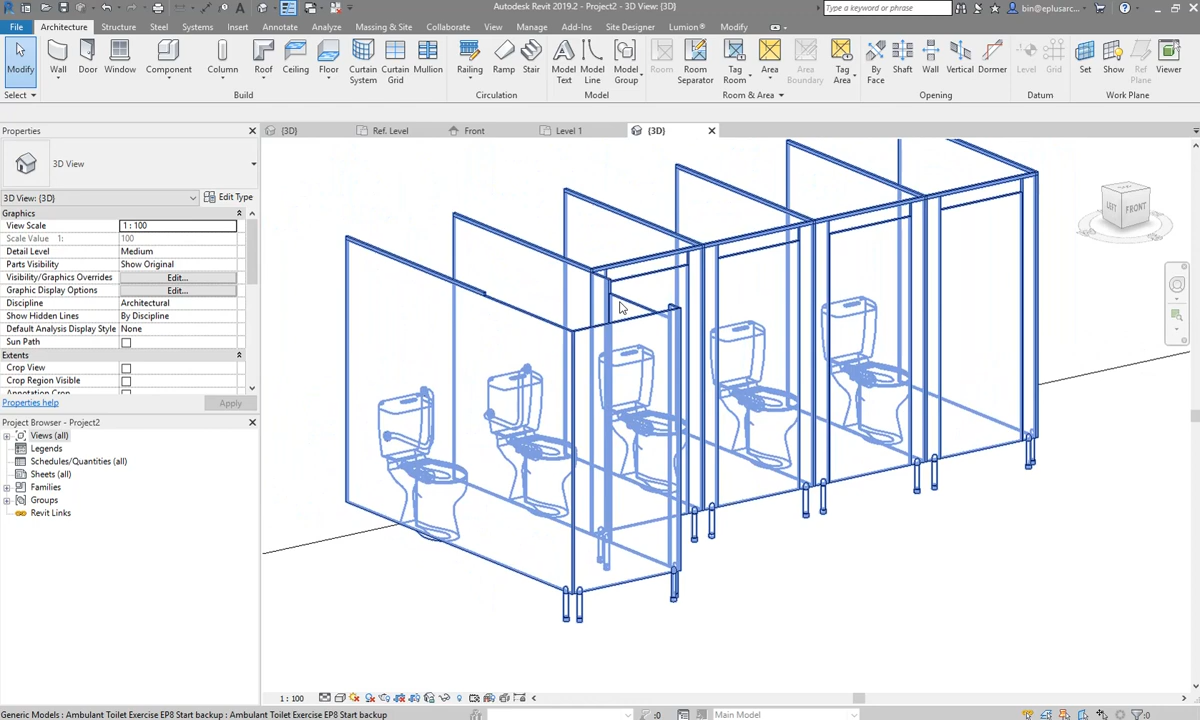 Autodesk Revit 2019.2 - Project2 - 3D View: {3D}
Type a keyword or phrase
bin@eplusarc...
File Architecture Structure Steel Systems Insert Annotate Analyze Massing & Site Collaborate View Manage Add-Ins Site Designer Lumion® Modify
Modify Wall Door Window Component Column Roof Ceiling Floor Curtain System Curtain Grid Mullion Railing Ramp Stair Model Text Model Line Model Group Room Room Separator Tag Room Area Area Boundary Tag Area By Face Shaft Wall Vertical Dormer Level Grid Set Show Ref Plane Viewer
Select Build Circulation Model Room & Area Opening Datum Work Plane
Properties
{3D} Ref. Level Front Level 1 {3D}
3D View
3D View: {3D} Edit Type
Graphics
View Scale 1 : 100
Scale Value 1: 100
Detail Level Medium
Parts Visibility Show Original
Visibility/Graphics Overrides Edit...
Graphic Display Options Edit...
Discipline Architectural
Show Hidden Lines By Discipline
Default Analysis Display Style None
Sun Path
Extents
Crop View
Crop Region Visible
Annotation Crop
Properties help Apply
Project Browser - Project2
Views (all)
Legends
Schedules/Quantities (all)
Sheets (all)
Families
Groups
Revit Links
LEFT FRONT
1 : 100
Generic Models : Ambulant Toilet Exercise EP8 Start backup : Ambulant Toilet Exercise EP8 Start backup
:0 Main Model :0